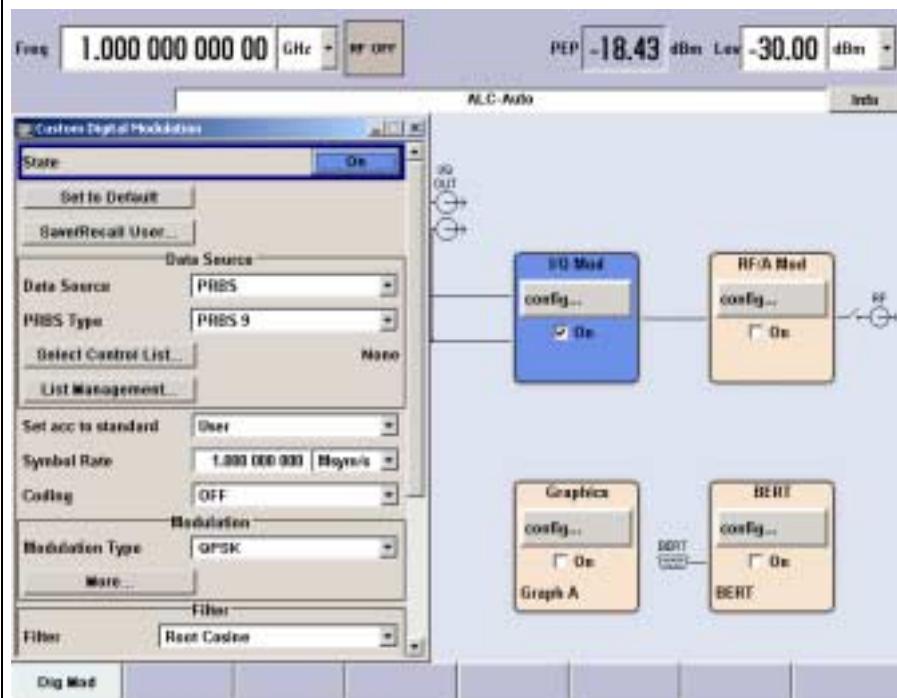 Freq 1.000 000 000 00 GHz RF OFF PEP -18.43 dBm Lev -30.00 dBm
ALC-Auto Info
Custom Digital Modulation
State On
Set to Default
Save/Recall User...
Data Source
Data Source PRBS
PRBS Type PRBS 9
Select Control List... None
List Management...
Set acc to standard User
Symbol Rate 1.000 000 000 Msym/s
Coding OFF
Modulation
Modulation Type QPSK
More...
Filter
Filter Root Cosine
I/Q OUT
I/Q Mod
config...
On
RF/A Mod
config...
On
RF
Graphics
config...
On
Graph A
BERT
BERT
config...
On
BERT
Dig Mod